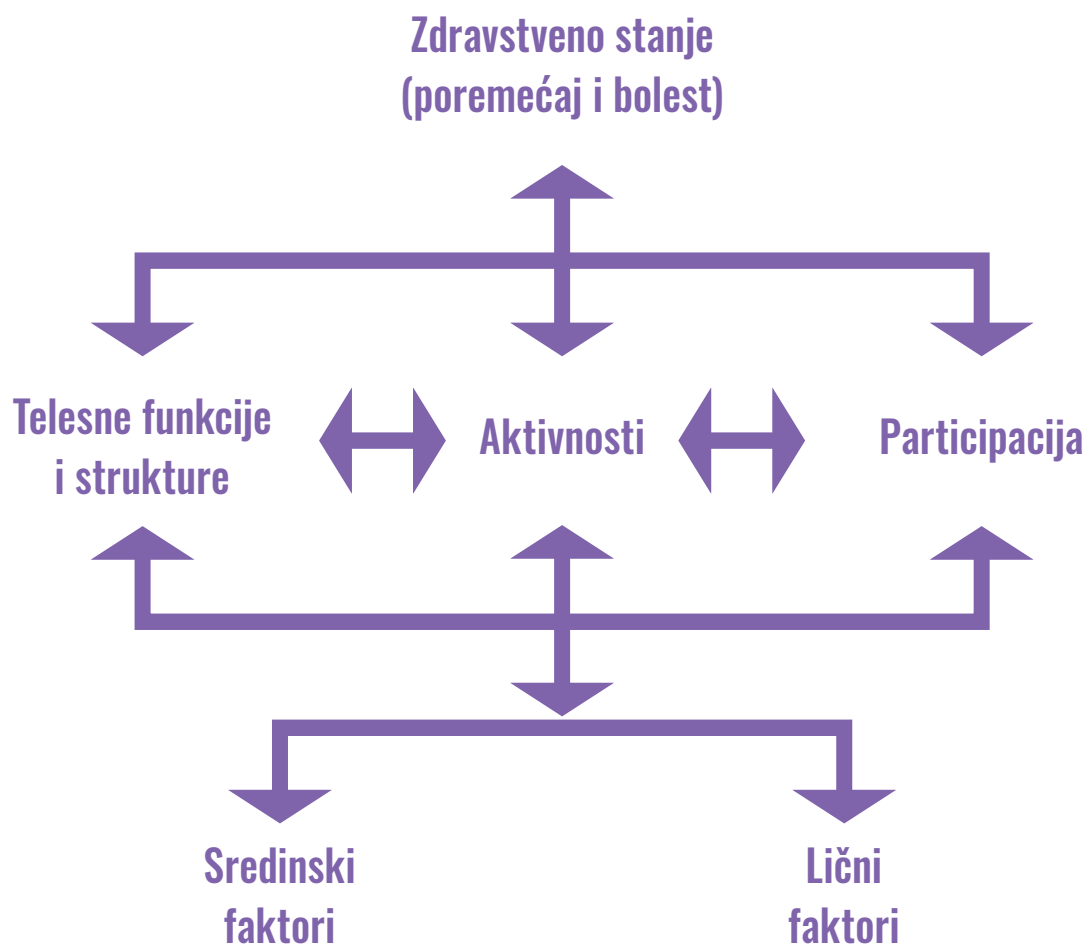 Zdravstveno stanje
(poremećaj i bolest)
Telesne funkcije
i strukture
Aktivnosti
Participacija
Sredinski
faktori
Lični
faktori